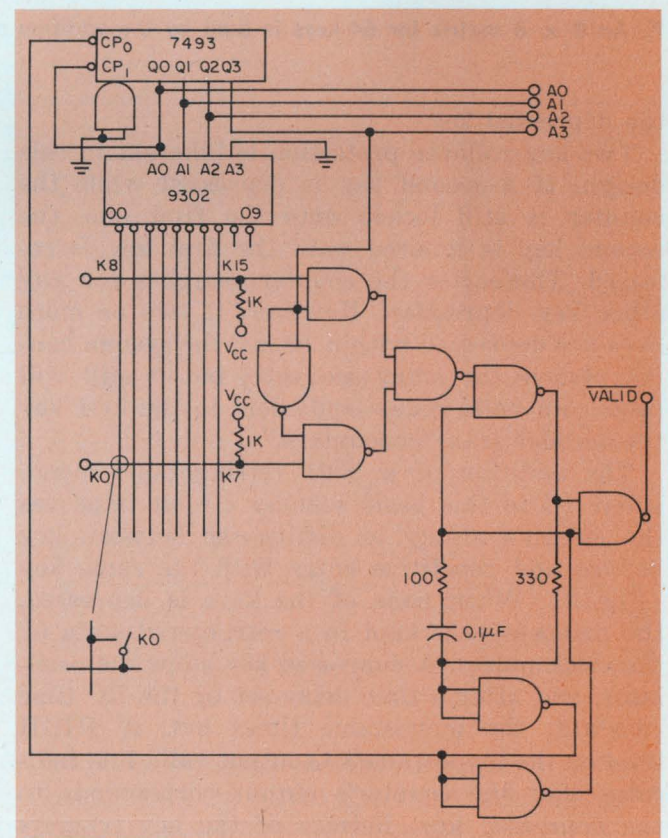 CP0 7493
CP1 Q0 Q1 Q2 Q3
A0
A1
A2
A3
A0 A1 A2 A3
9302
00 09
K8 K15
1K
VCC
VCC
1K
K0 K7
VALID
100 330
0.1μF
K0